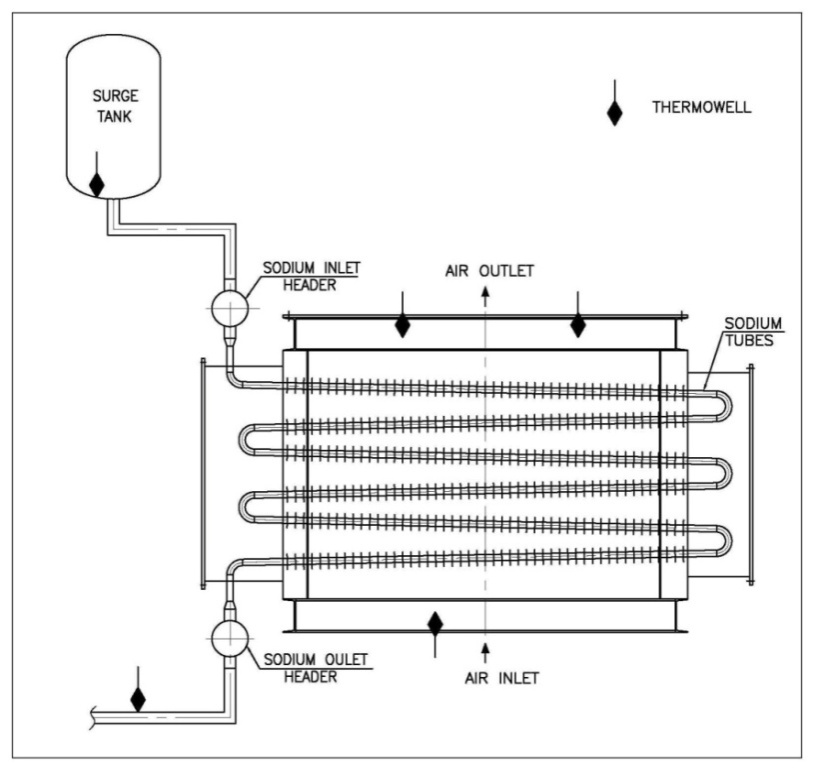 SURGE
TANK
THERMOWELL
SODIUM INLET
HEADER
AIR OUTLET
SODIUM
TUBES
SODIUM OULET
HEADER
AIR INLET